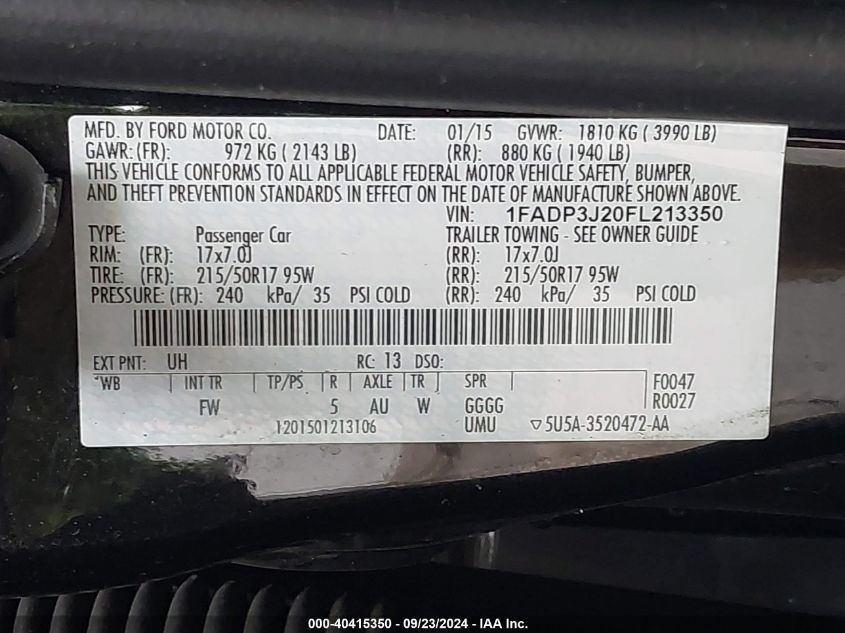 MFD. BY FORD MOTOR CO. DATE: 01/15 GVWR: 1810 KG ( 3990 LB)
GAWR:(FR): 972 KG ( 2143 LB) (RR): 880 KG ( 1940 LB)
THIS VEHICLE CONFORMS TO ALL APPLICABLE FEDERAL MOTOR VEHICLE SAFETY, BUMPER,
AND THEFT PREVENTION STANDARDS IN EFFECT ON THE DATE OF MANUFACTURE SHOWN ABOVE.
VIN: 1FADP3J20FL213350
TYPE: Passenger Car TRAILER TOWING - SEE OWNER GUIDE
RIM: (FR): 17x7.0J (RR): 17x7.0J
TIRE: (FR): 215/50R17 95W (RR): 215/50R17 95W
PRESSURE: (FR): 240 kPa/ 35 PSI COLD (RR): 240 kPa/ 35 PSI COLD
EXT PNT: UH RC: 13 DSO:
WB INT TR TP/PS R AXLE TR SPR F0047
FW 5 AU W GGGG R0027
1201501213106 UMU ▽5U5A-3520472-AA
000-40415350 - 09/23/2024 - IAA Inc.